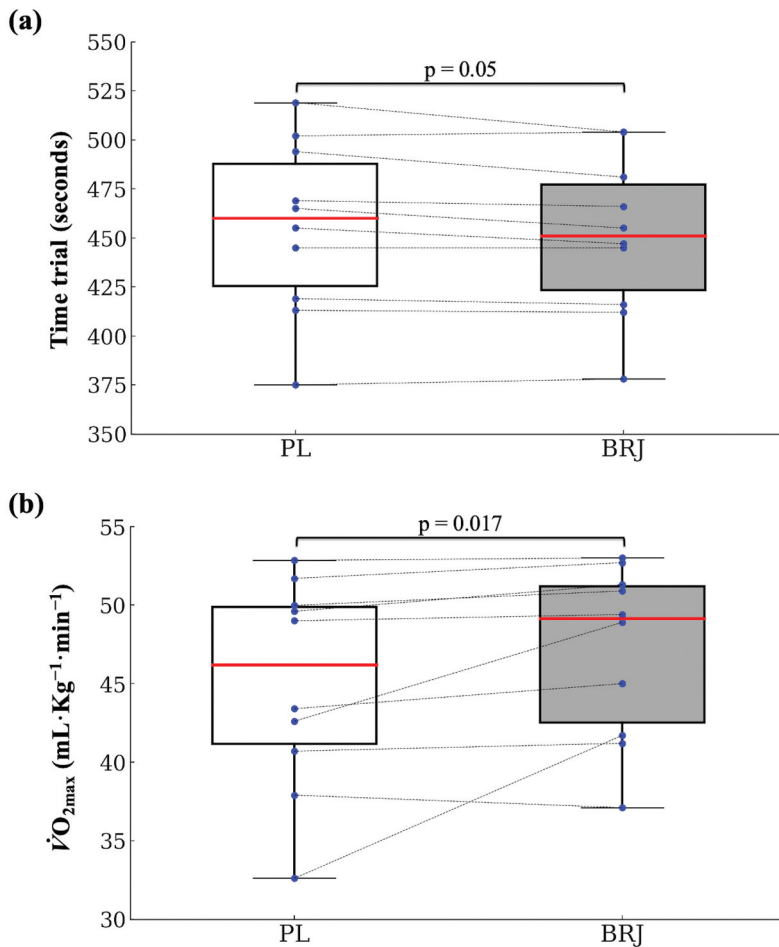 (a)
Time trial (seconds)
550
525
500
475
450
425
400
375
350
p = 0.05
PL
BRJ
(b)
V̇O₂max (mL·Kg⁻¹·min⁻¹)
55
50
45
40
35
30
p = 0.017
PL
BRJ